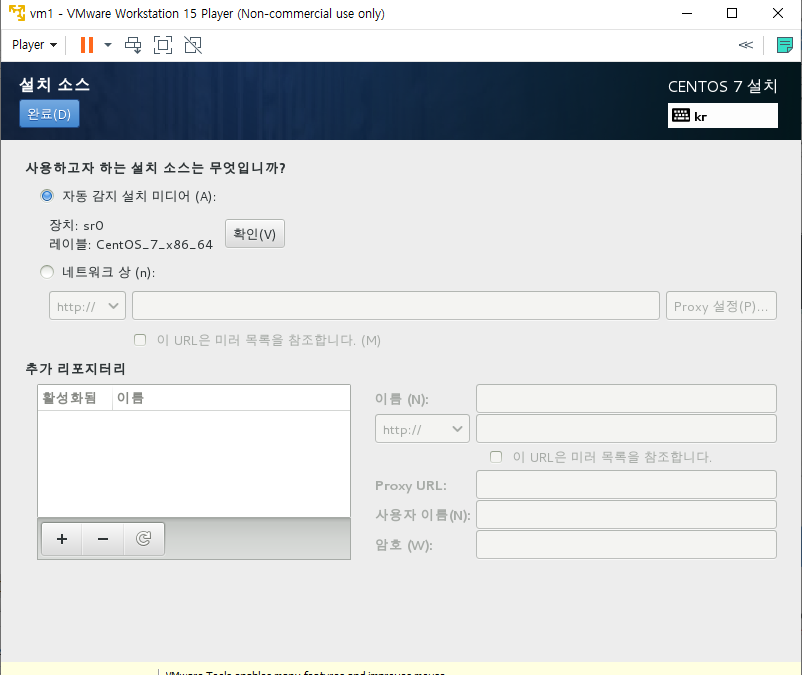 vm1 - VMware Workstation 15 Player (Non-commercial use only)
Player
설치 소스
CENTOS 7 설치
완료(D)
kr
사용하고자 하는 설치 소스는 무엇입니까?
자동 감지 설치 미디어 (A):
장치: sr0
레이블: CentOS_7_x86_64
확인(V)
네트워크 상 (n):
http://
Proxy 설정(P)...
이 URL은 미러 목록을 참조합니다. (M)
추가 리포지터리
활성화됨 이름
이름 (N):
http://
이 URL은 미러 목록을 참조합니다.
Proxy URL:
사용자 이름(N):
암호 (W):
VMware Tools enables many features and improves mouse